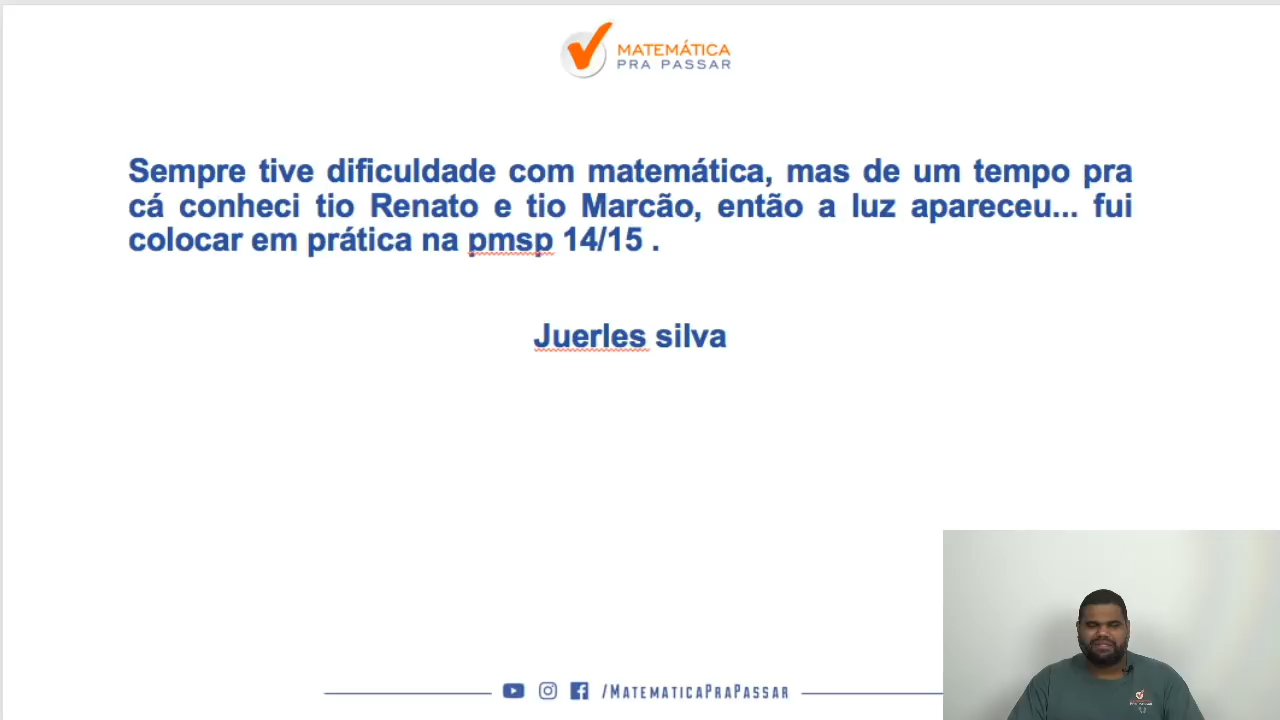 MATEMÁTICA
PRA PASSAR
Sempre tive dificuldade com matemática, mas de um tempo pra
cá conheci tio Renato e tio Marcão, então a luz apareceu... fui
colocar em prática na pmsp 14/15 .
Juerles silva
/MATEMATICAPRAPASSAR